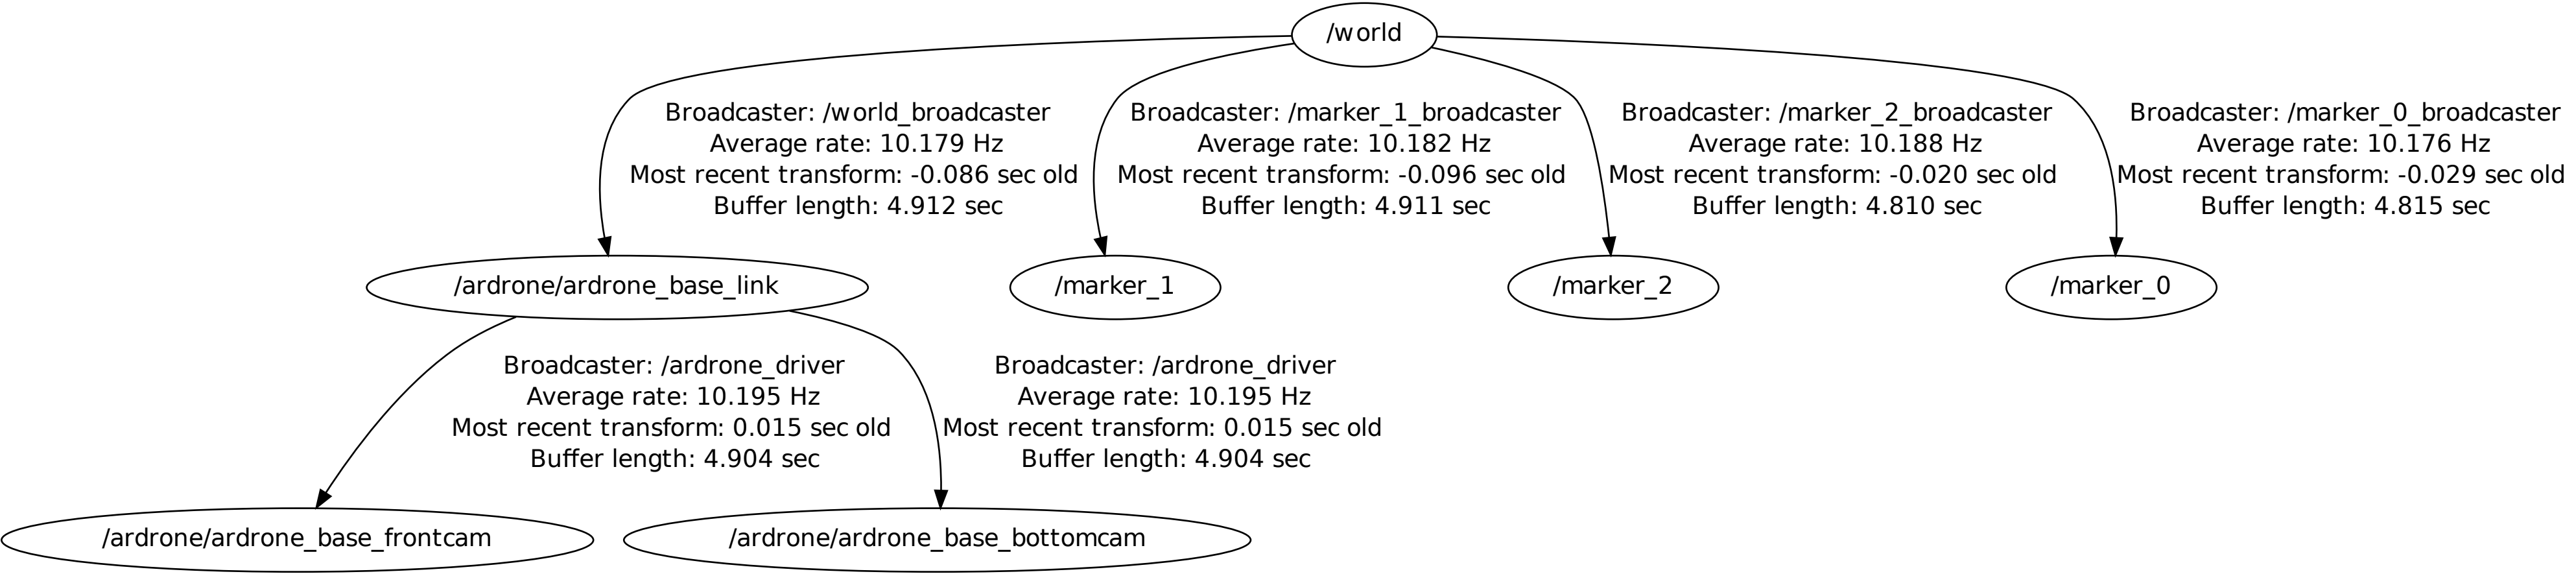 /world
Broadcaster: /world_broadcaster
Average rate: 10.179 Hz
Most recent transform: -0.086 sec old
Buffer length: 4.912 sec
Broadcaster: /marker_1_broadcaster
Average rate: 10.182 Hz
Most recent transform: -0.096 sec old
Buffer length: 4.911 sec
Broadcaster: /marker_2_broadcaster
Average rate: 10.188 Hz
Most recent transform: -0.020 sec old
Buffer length: 4.810 sec
Broadcaster: /marker_0_broadcaster
Average rate: 10.176 Hz
Most recent transform: -0.029 sec old
Buffer length: 4.815 sec
/ardrone/ardrone_base_link
/marker_1
/marker_2
/marker_0
Broadcaster: /ardrone_driver
Average rate: 10.195 Hz
Most recent transform: 0.015 sec old
Buffer length: 4.904 sec
Broadcaster: /ardrone_driver
Average rate: 10.195 Hz
Most recent transform: 0.015 sec old
Buffer length: 4.904 sec
/ardrone/ardrone_base_frontcam
/ardrone/ardrone_base_bottomcam